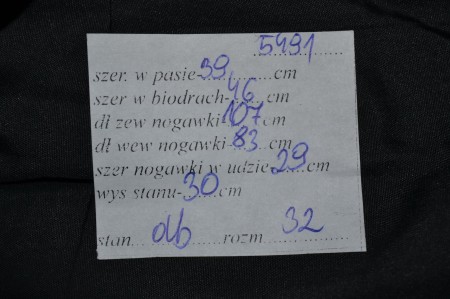 5491
szer. w pasie-39............cm
szer w biodrach-46.....cm
dł zew nogawki-107....cm
dł wew nogawki-83....cm
szer nogawki w udzie-29....cm
wys stanu-30.cm
stan... db .......rozm 32